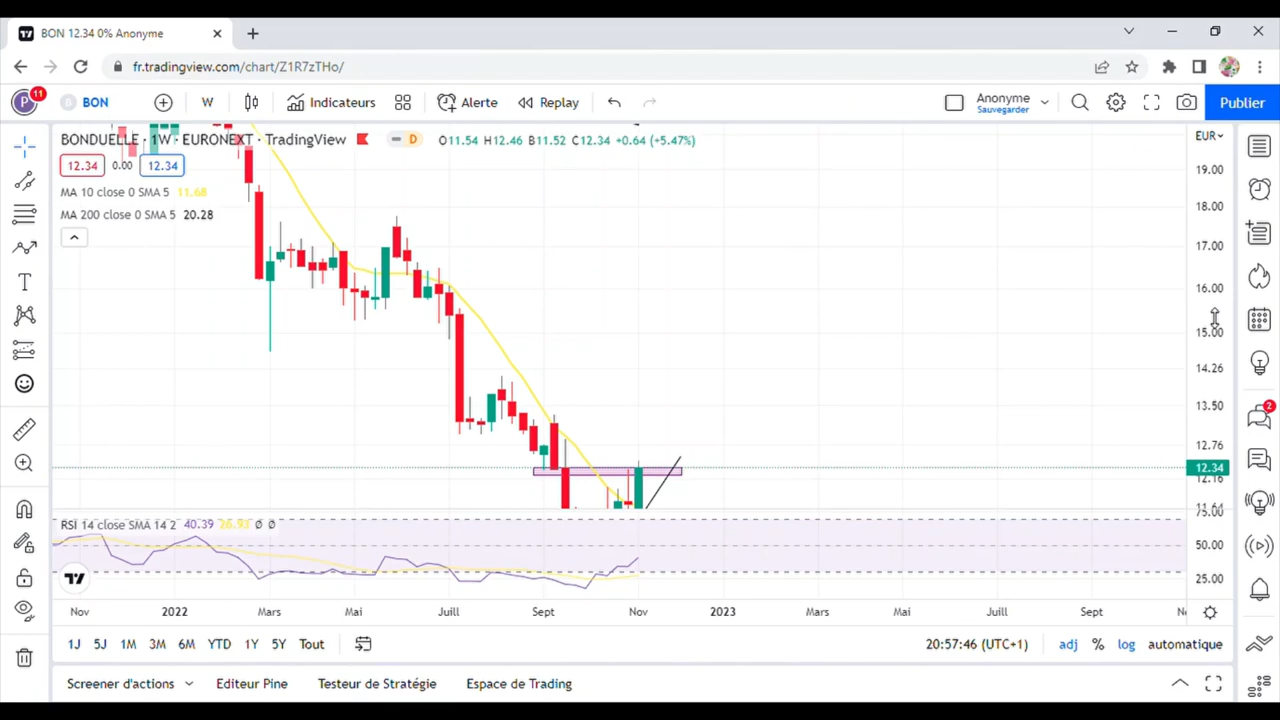 BON 12.34 0% Anonyme
fr.tradingview.com/chart/Z1R7zTHo/
P 11 BON W Indicateurs Alerte Replay Anonyme Sauvegarder Publier
BONDUELLE · 1W · EURONEXT · TradingView D O11.54 H12.46 B11.52 C12.34 +0.64 (+5.47%) EUR
12.34 0.00 12.34
MA 10 close 0 SMA 5 11.68
MA 200 close 0 SMA 5 20.28
19.00
18.00
17.00
16.00
15.00
14.26
13.50
12.76
12.34
12.16
RSI 14 close SMA 14 2 40.39 26.93 Ø Ø
50.00
25.00
2
Nov 2022 Mars Mai Juill Sept Nov 2023 Mars Mai Juill Sept
1J 5J 1M 3M 6M YTD 1Y 5Y Tout 20:57:46 (UTC+1) adj % log automatique
Screener d'actions Editeur Pine Testeur de Stratégie Espace de Trading